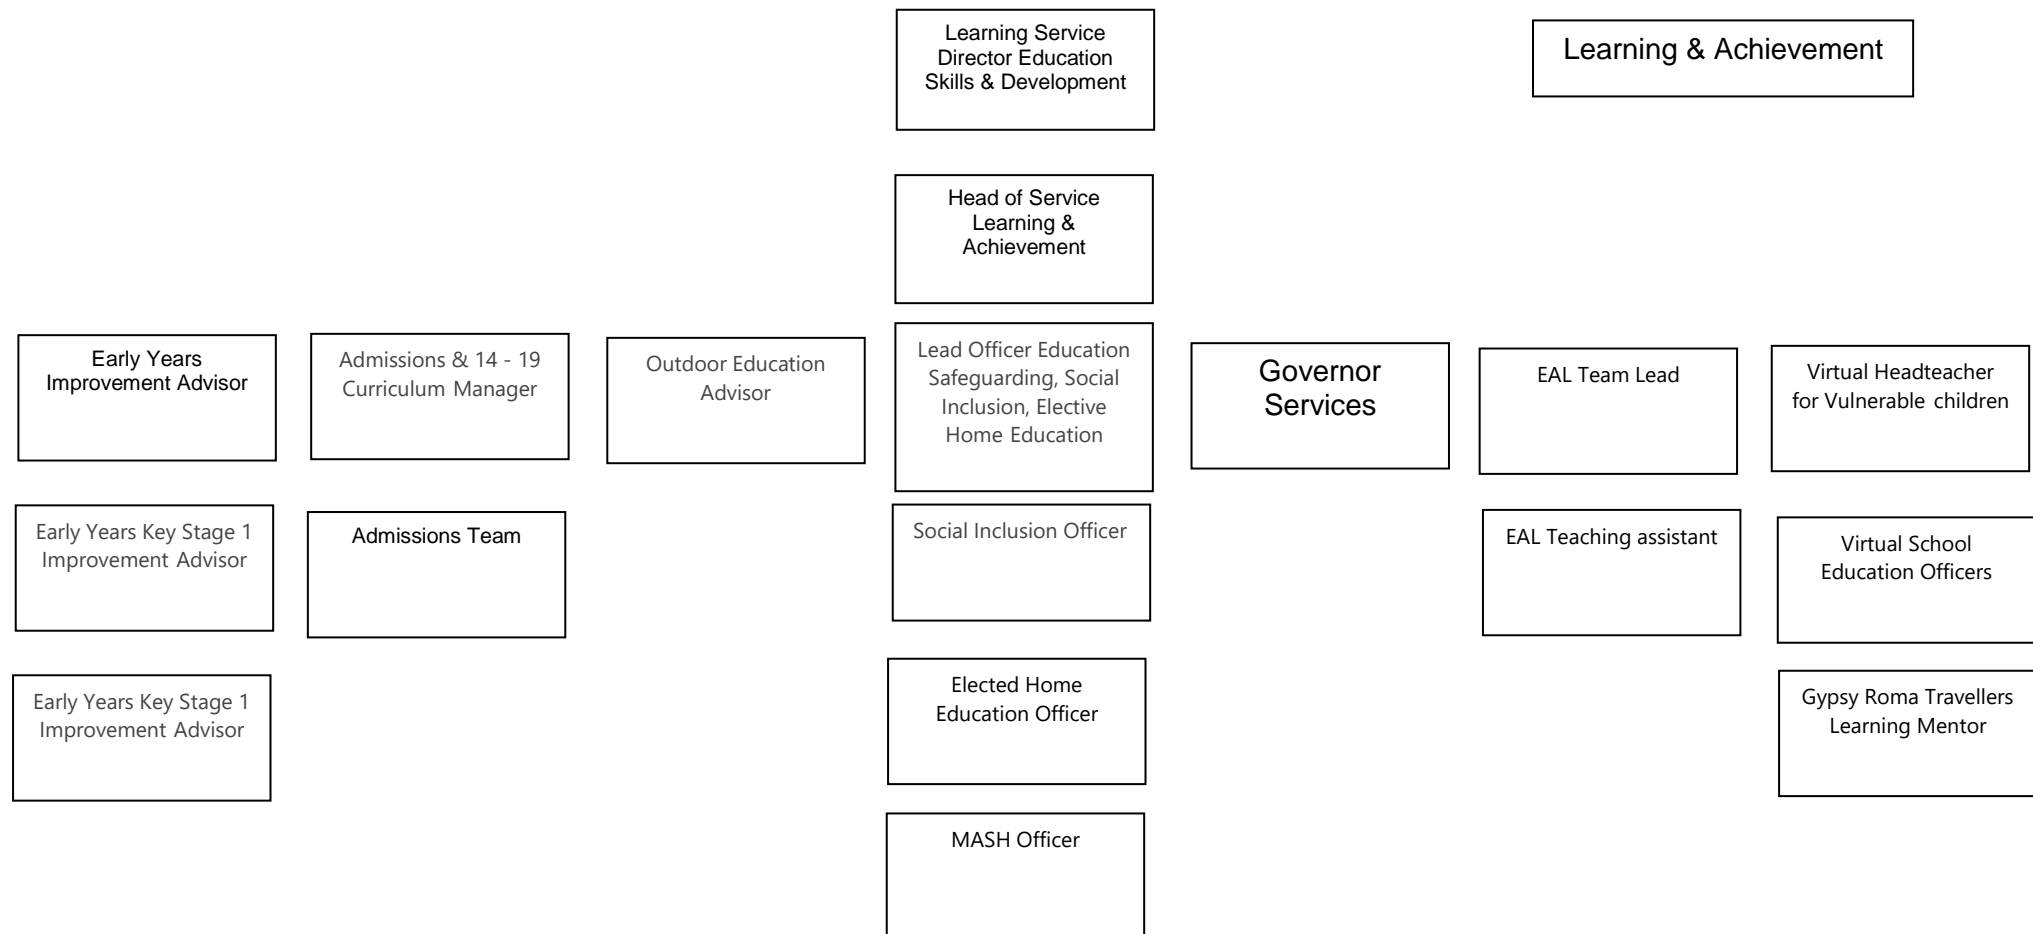 Learning Service
Director Education
Skills & Development
Learning & Achievement
Head of Service
Learning &
Achievement
Early Years
Improvement Advisor
Admissions & 14 - 19
Curriculum Manager
Outdoor Education
Advisor
Lead Officer Education
Safeguarding, Social
Inclusion, Elective
Home Education
Governor
Services
EAL Team Lead
Virtual Headteacher
for Vulnerable children
Early Years Key Stage 1
Improvement Advisor
Admissions Team
Social Inclusion Officer
EAL Teaching assistant
Virtual School
Education Officers
Early Years Key Stage 1
Improvement Advisor
Elected Home
Education Officer
Gypsy Roma Travellers
Learning Mentor
MASH Officer